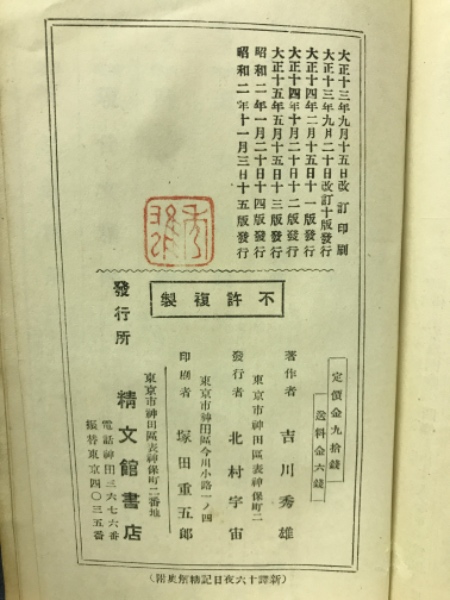 大正十三年九月十五日改訂印刷
大正十三年九月二十日改訂十版發行
大正十四年二月十五日十一版發行
大正十四年十月二十日十二版發行
大正十五年五月十五日十三版發行
昭和二年一月二十日十四版發行
昭和二年十一月三日十五版發行
不許複製
定價金九拾錢
送料金六錢
著作者 吉川秀雄
東京市神田區表神保町二
發行者 北村宇宙
東京市神田區今川小路一ノ四
印刷者 塚田重五郎
東京市神田區表神保町二番地
發行所 精文館書店
電話神田三六七六番
振替東京四〇三五番
(新譯十六夜日記精解奧附)